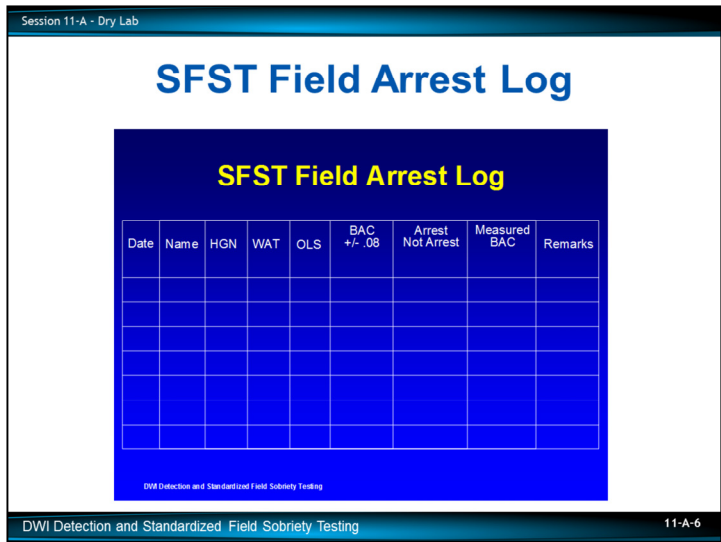 Session 11-A - Dry Lab
SFST Field Arrest Log
SFST Field Arrest Log
Date Name HGN WAT OLS BAC +/- .08 Arrest Not Arrest Measured BAC Remarks
DWI Detection and Standardized Field Sobriety Testing
DWI Detection and Standardized Field Sobriety Testing
11-A-6